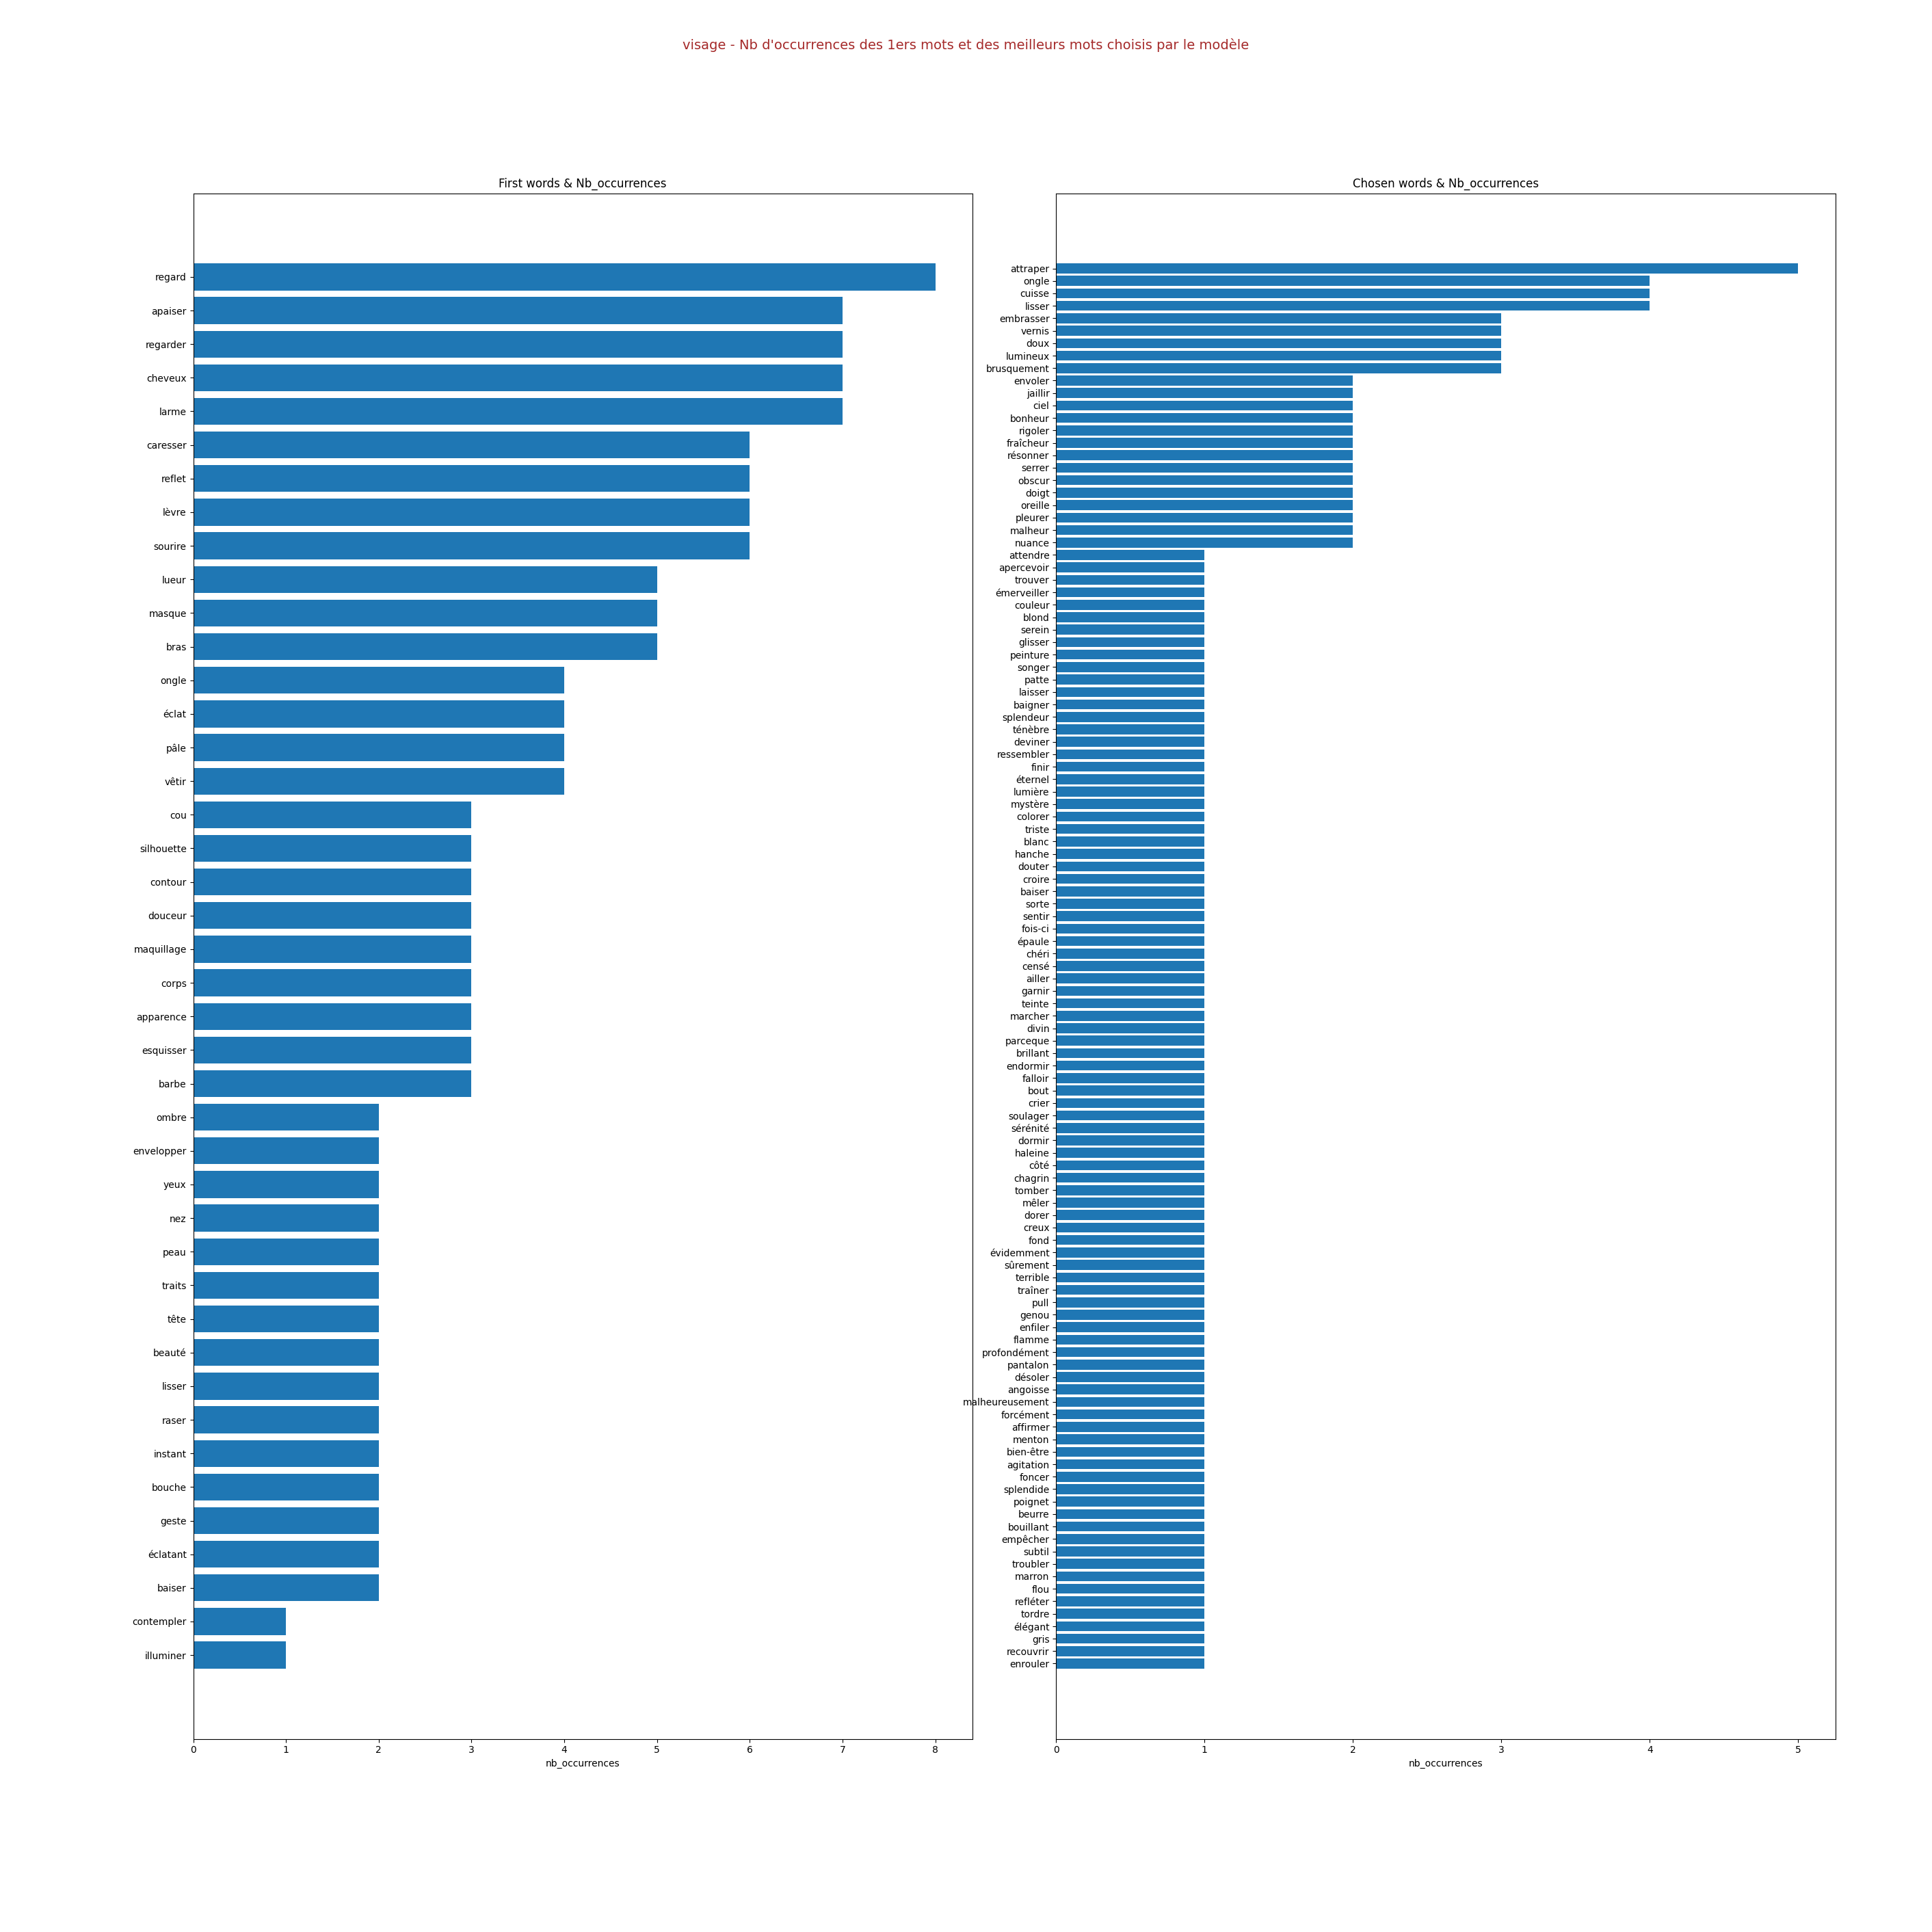 visage - Nb d'occurrences des 1ers mots et des meilleurs mots choisis par le modèle
First words & Nb_occurrences
regard
apaiser
regarder
cheveux
larme
caresser
reflet
lèvre
sourire
lueur
masque
bras
ongle
éclat
pâle
vêtir
cou
silhouette
contour
douceur
maquillage
corps
apparence
esquisser
barbe
ombre
envelopper
yeux
nez
peau
traits
tête
beauté
lisser
raser
instant
bouche
geste
éclatant
baiser
contempler
illuminer
0 1 2 3 4 5 6 7 8
nb_occurrences
Chosen words & Nb_occurrences
attraper
ongle
cuisse
lisser
embrasser
vernis
doux
lumineux
brusquement
envoler
jaillir
ciel
bonheur
rigoler
fraîcheur
résonner
serrer
obscur
doigt
oreille
pleurer
malheur
nuance
attendre
apercevoir
trouver
émerveiller
couleur
blond
serein
glisser
peinture
songer
patte
laisser
baigner
splendeur
ténèbre
deviner
ressembler
finir
éternel
lumière
mystère
colorer
triste
blanc
hanche
douter
croire
baiser
sorte
sentir
fois-ci
épaule
chéri
censé
ailler
garnir
teinte
marcher
divin
parceque
brillant
endormir
falloir
bout
crier
soulager
sérénité
dormir
haleine
côté
chagrin
tomber
mêler
dorer
creux
fond
évidemment
sûrement
terrible
traîner
pull
genou
enfiler
flamme
profondément
pantalon
désoler
angoisse
malheureusement
forcément
affirmer
menton
bien-être
agitation
foncer
splendide
poignet
beurre
bouillant
empêcher
subtil
troubler
marron
flou
refléter
tordre
élégant
gris
recouvrir
enrouler
0 1 2 3 4 5
nb_occurrences